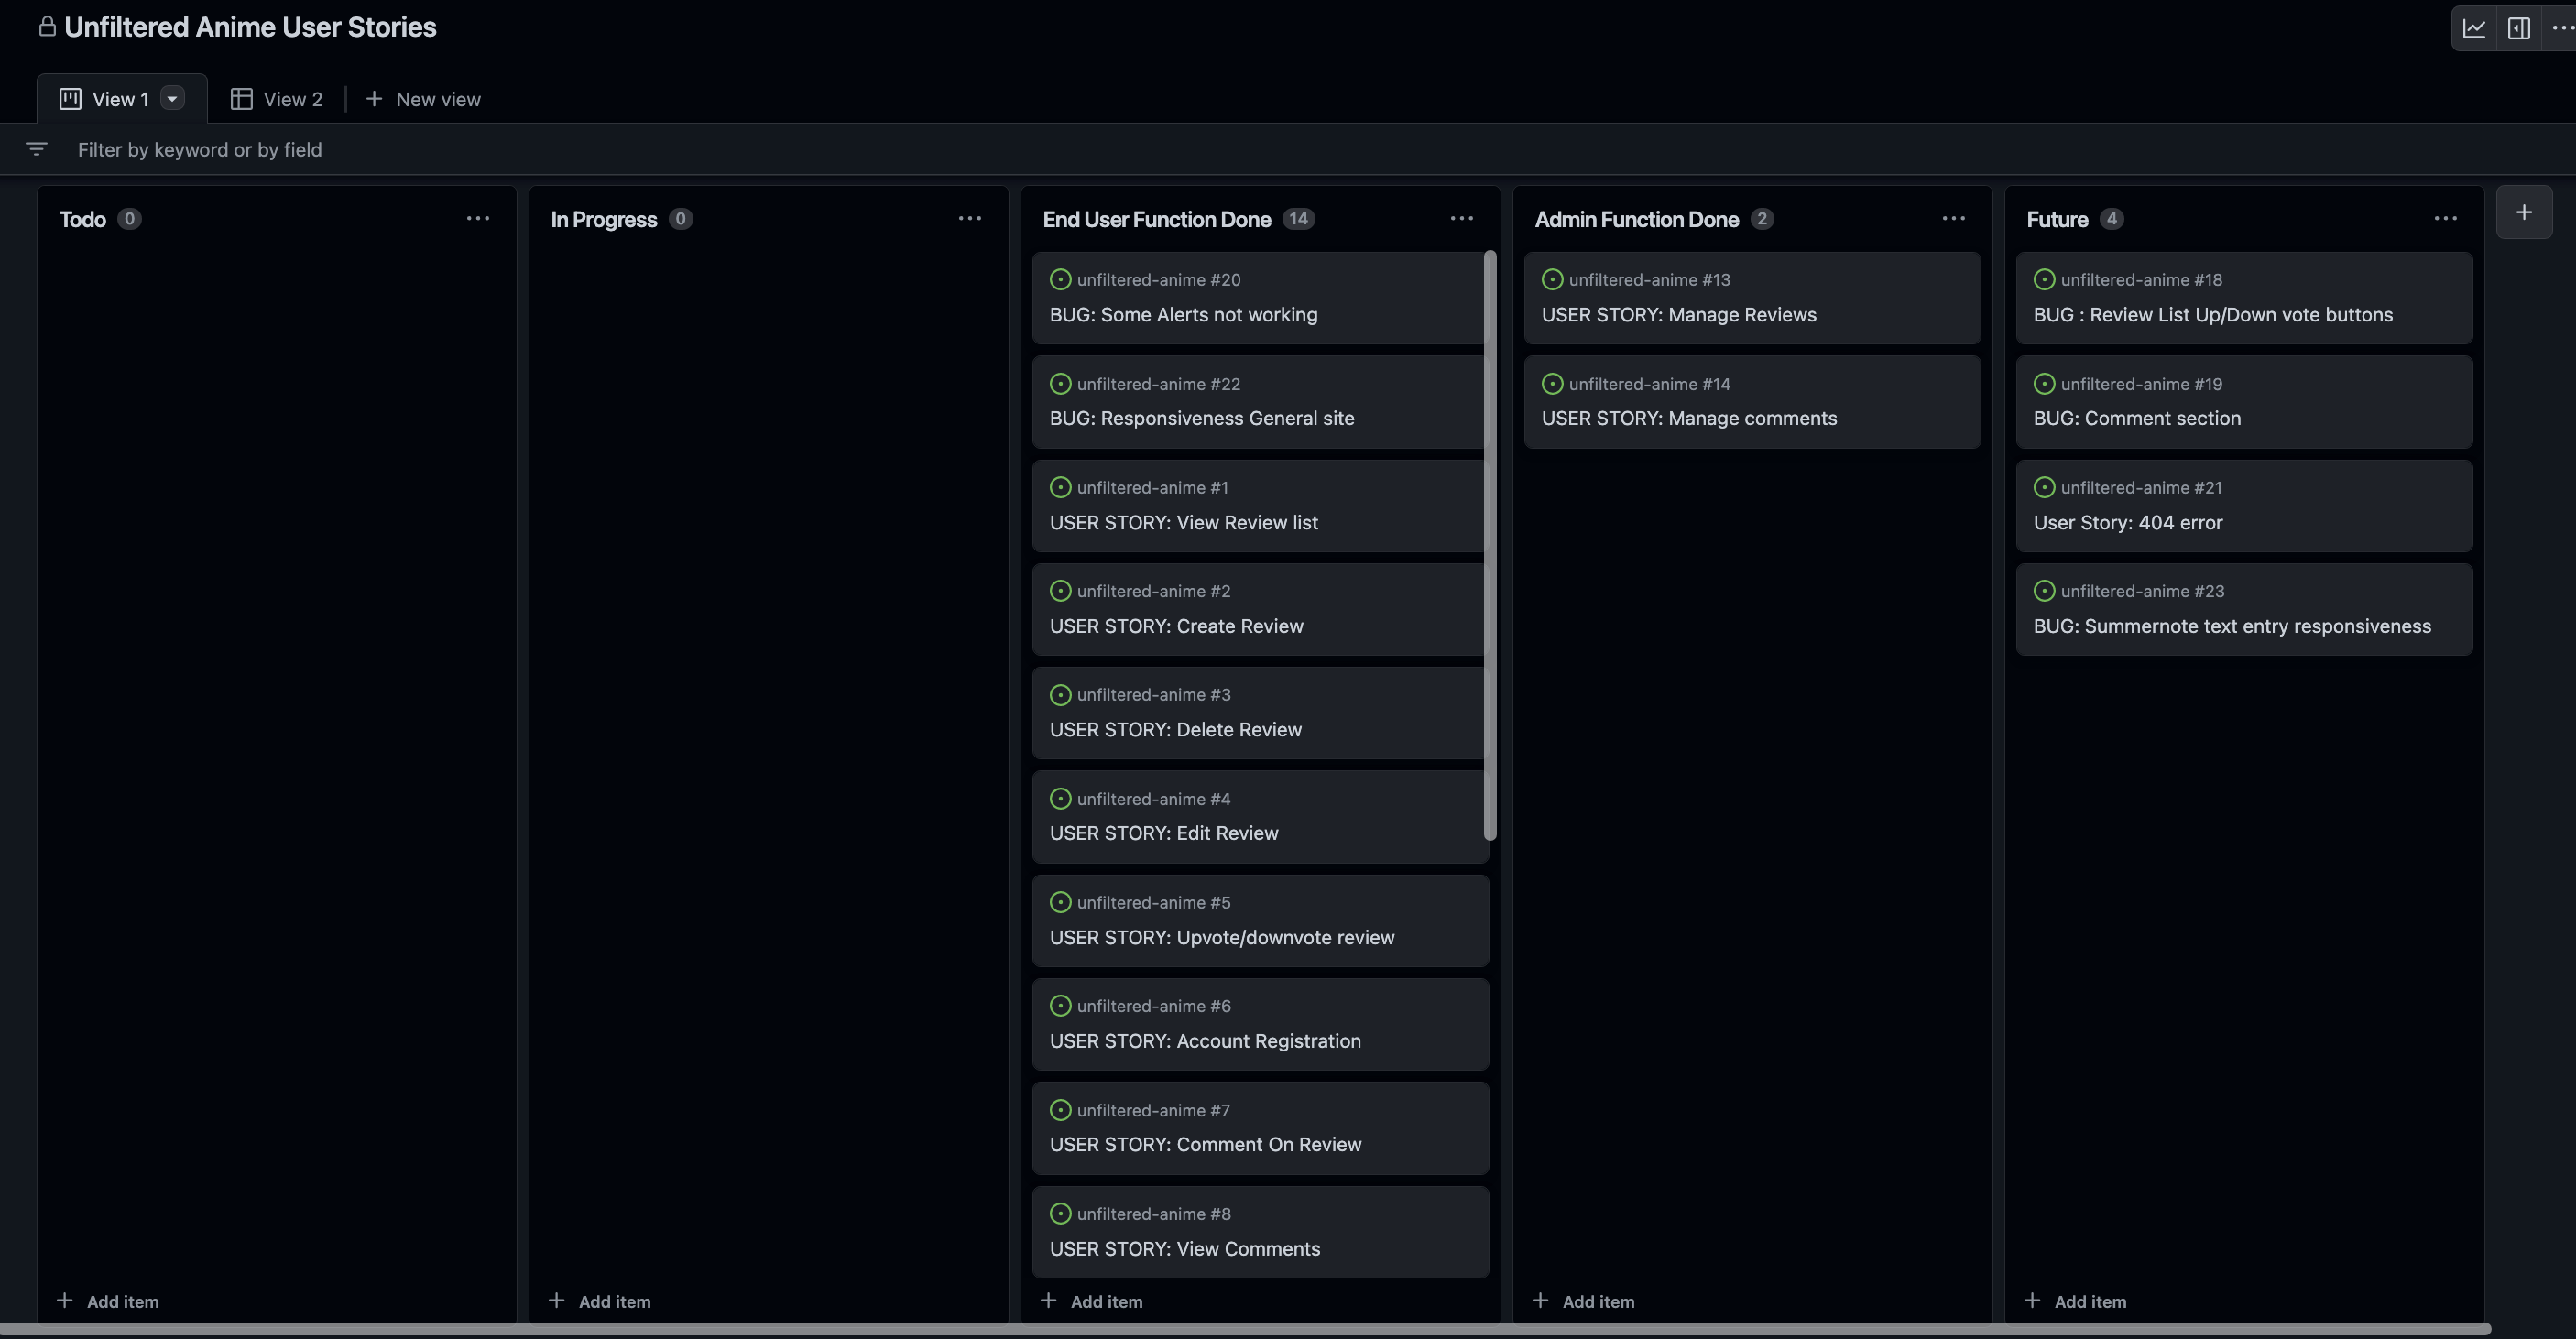 Unfiltered Anime User Stories
View 1
View 2
New view
Filter by keyword or by field
Todo 0
Add item
In Progress 0
Add item
End User Function Done 14
unfiltered-anime #20
BUG: Some Alerts not working
unfiltered-anime #22
BUG: Responsiveness General site
unfiltered-anime #1
USER STORY: View Review list
unfiltered-anime #2
USER STORY: Create Review
unfiltered-anime #3
USER STORY: Delete Review
unfiltered-anime #4
USER STORY: Edit Review
unfiltered-anime #5
USER STORY: Upvote/downvote review
unfiltered-anime #6
USER STORY: Account Registration
unfiltered-anime #7
USER STORY: Comment On Review
unfiltered-anime #8
USER STORY: View Comments
Add item
Admin Function Done 2
unfiltered-anime #13
USER STORY: Manage Reviews
unfiltered-anime #14
USER STORY: Manage comments
Add item
Future 4
unfiltered-anime #18
BUG : Review List Up/Down vote buttons
unfiltered-anime #19
BUG: Comment section
unfiltered-anime #21
User Story: 404 error
unfiltered-anime #23
BUG: Summernote text entry responsiveness
Add item